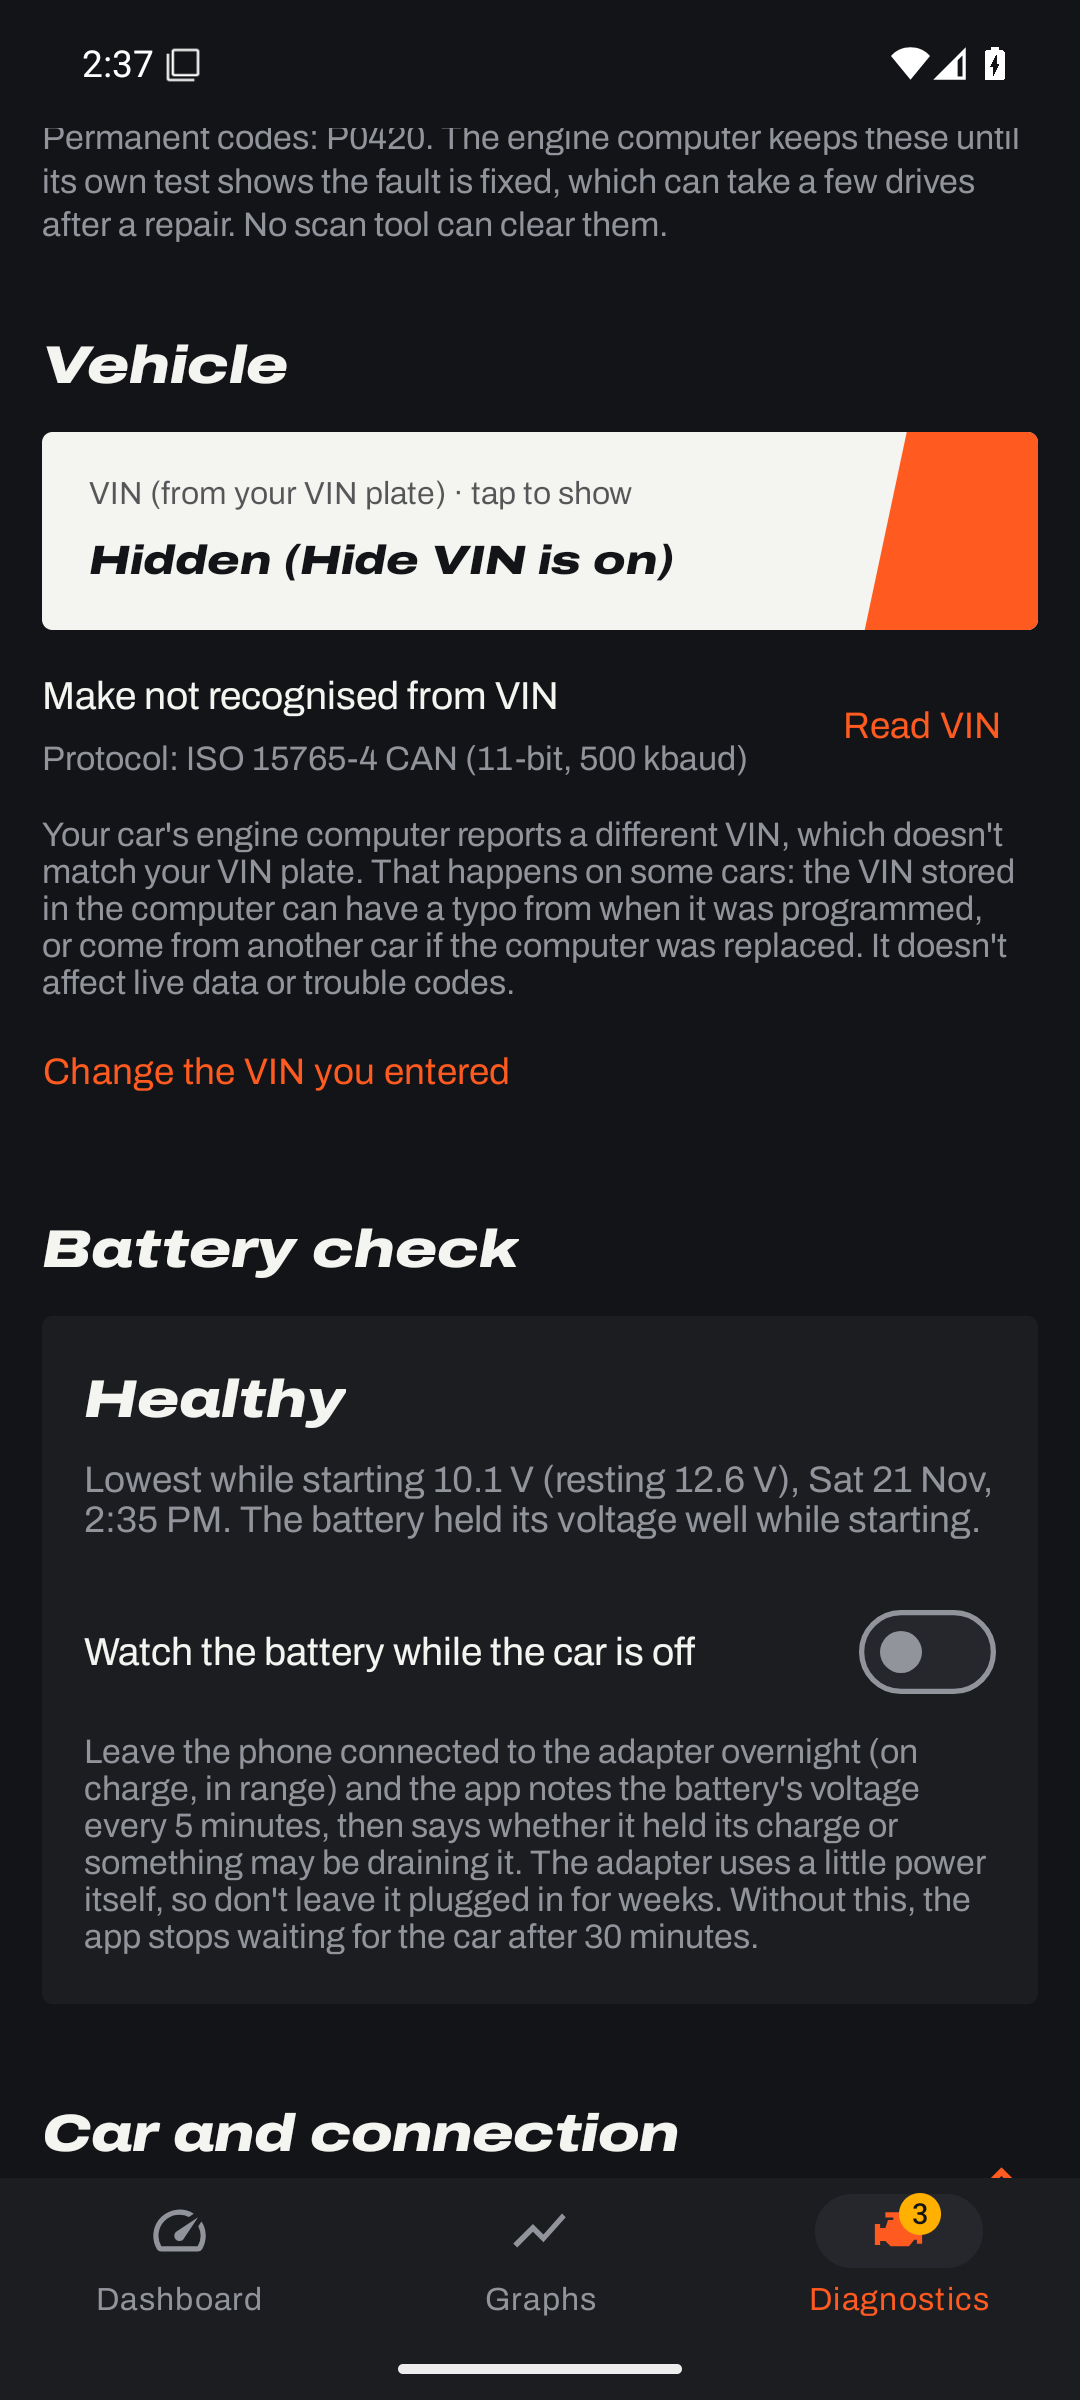 2:37
Permanent codes: P0420. The engine computer keeps these until
its own test shows the fault is fixed, which can take a few drives
after a repair. No scan tool can clear them.
Vehicle
VIN (from your VIN plate) · tap to show
Hidden (Hide VIN is on)
Make not recognised from VIN
Read VIN
Protocol: ISO 15765-4 CAN (11-bit, 500 kbaud)
Your car's engine computer reports a different VIN, which doesn't
match your VIN plate. That happens on some cars: the VIN stored
in the computer can have a typo from when it was programmed,
or come from another car if the computer was replaced. It doesn't
affect live data or trouble codes.
Change the VIN you entered
Battery check
Healthy
Lowest while starting 10.1 V (resting 12.6 V), Sat 21 Nov,
2:35 PM. The battery held its voltage well while starting.
Watch the battery while the car is off
Leave the phone connected to the adapter overnight (on
charge, in range) and the app notes the battery's voltage
every 5 minutes, then says whether it held its charge or
something may be draining it. The adapter uses a little power
itself, so don't leave it plugged in for weeks. Without this, the
app stops waiting for the car after 30 minutes.
Car and connection
3
Dashboard
Graphs
Diagnostics